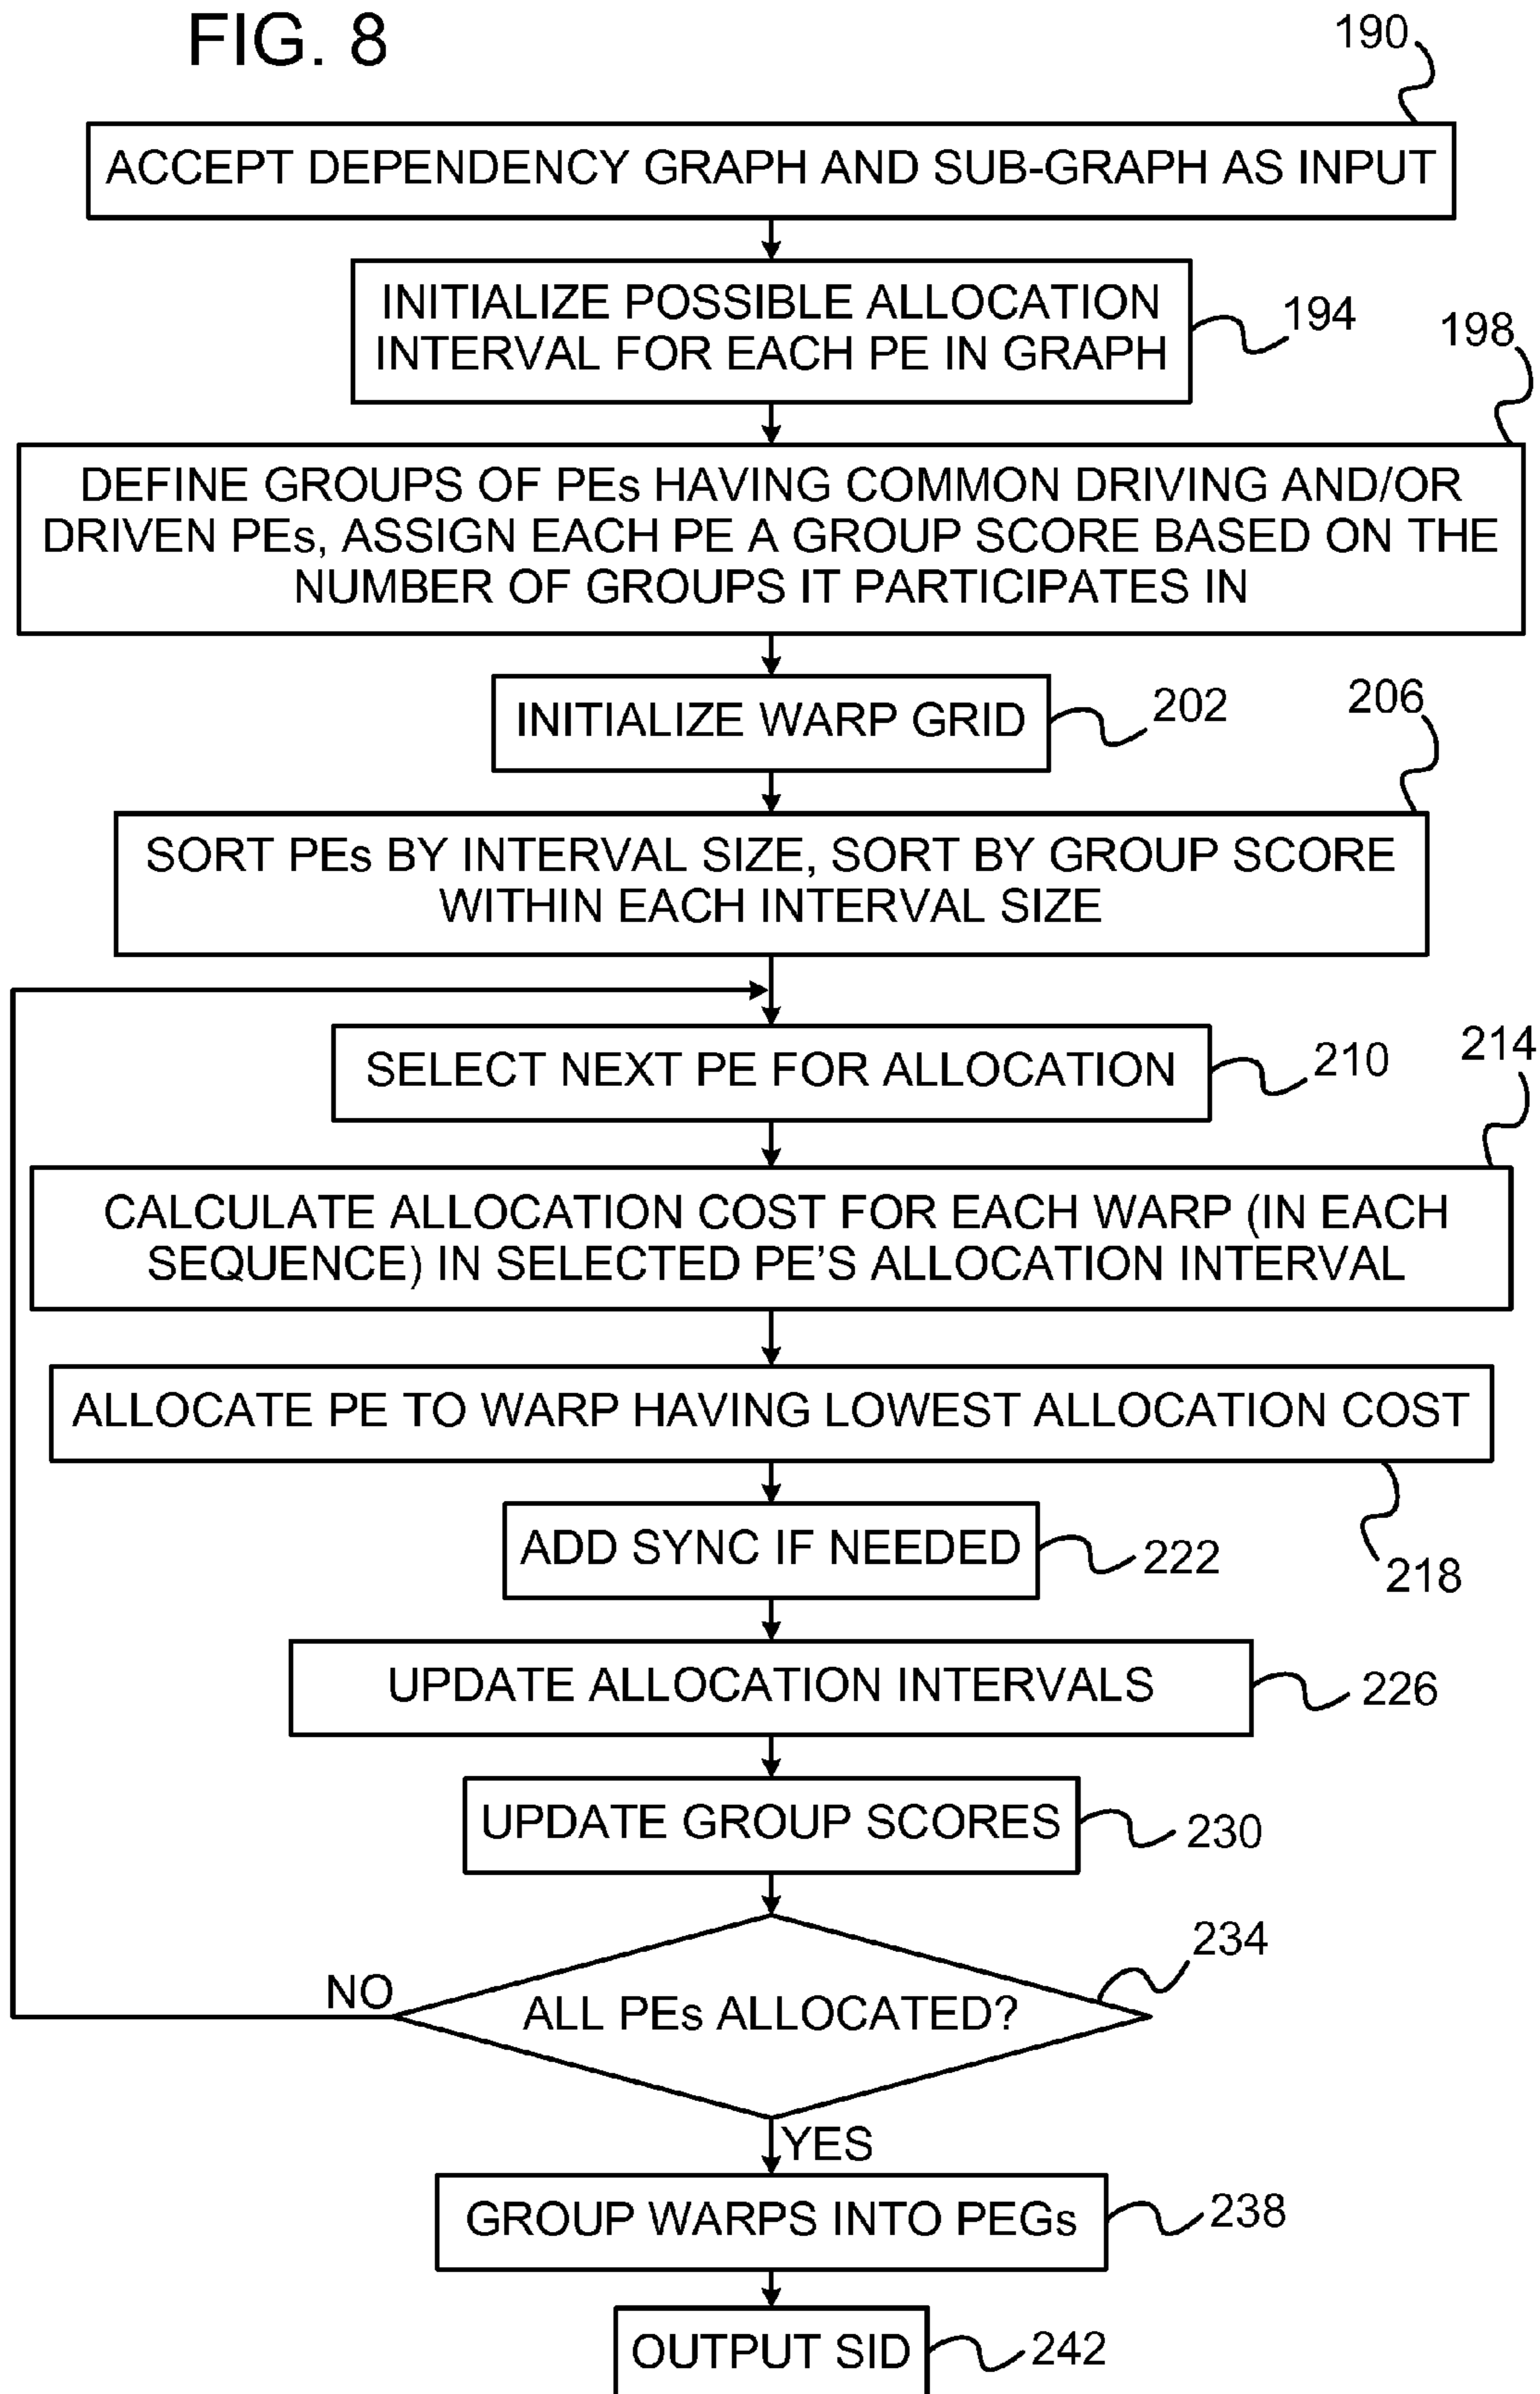 FIG. 8
190
ACCEPT DEPENDENCY GRAPH AND SUB-GRAPH AS INPUT
INITIALIZE POSSIBLE ALLOCATION
INTERVAL FOR EACH PE IN GRAPH
194
198
DEFINE GROUPS OF PEs HAVING COMMON DRIVING AND/OR
DRIVEN PEs, ASSIGN EACH PE A GROUP SCORE BASED ON THE
NUMBER OF GROUPS IT PARTICIPATES IN
INITIALIZE WARP GRID
202
206
SORT PEs BY INTERVAL SIZE, SORT BY GROUP SCORE
WITHIN EACH INTERVAL SIZE
SELECT NEXT PE FOR ALLOCATION
210
214
CALCULATE ALLOCATION COST FOR EACH WARP (IN EACH
SEQUENCE) IN SELECTED PE'S ALLOCATION INTERVAL
ALLOCATE PE TO WARP HAVING LOWEST ALLOCATION COST
218
ADD SYNC IF NEEDED
222
UPDATE ALLOCATION INTERVALS
226
UPDATE GROUP SCORES
230
234
NO
ALL PEs ALLOCATED?
YES
GROUP WARPS INTO PEGs
238
OUTPUT SID
242